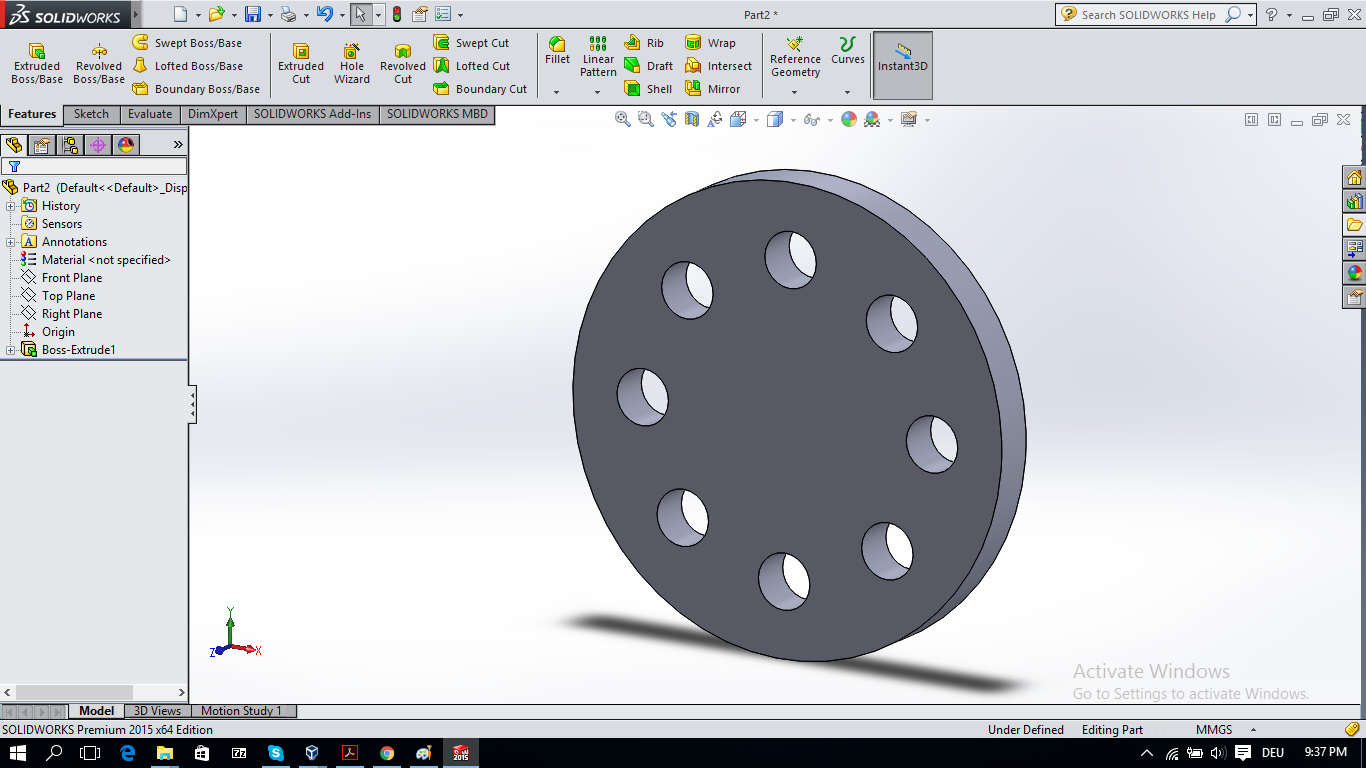 SOLIDWORKS
Part2 *
Search SOLIDWORKS Help
Extruded Boss/Base
Revolved Boss/Base
Swept Boss/Base
Lofted Boss/Base
Boundary Boss/Base
Extruded Cut
Hole Wizard
Revolved Cut
Swept Cut
Lofted Cut
Boundary Cut
Fillet
Linear Pattern
Rib
Draft
Shell
Wrap
Intersect
Mirror
Reference Geometry
Curves
Instant3D
Features Sketch Evaluate DimXpert SOLIDWORKS Add-Ins SOLIDWORKS MBD
Part2 (Default<<Default>_Disp
History
Sensors
A Annotations
Material <not specified>
Front Plane
Top Plane
Right Plane
Origin
Boss-Extrude1
Y
Z
X
Activate Windows
Go to Settings to activate Windows.
Model 3D Views Motion Study 1
SOLIDWORKS Premium 2015 x64 Edition
Under Defined Editing Part MMGS
2015
DEU 9:37 PM